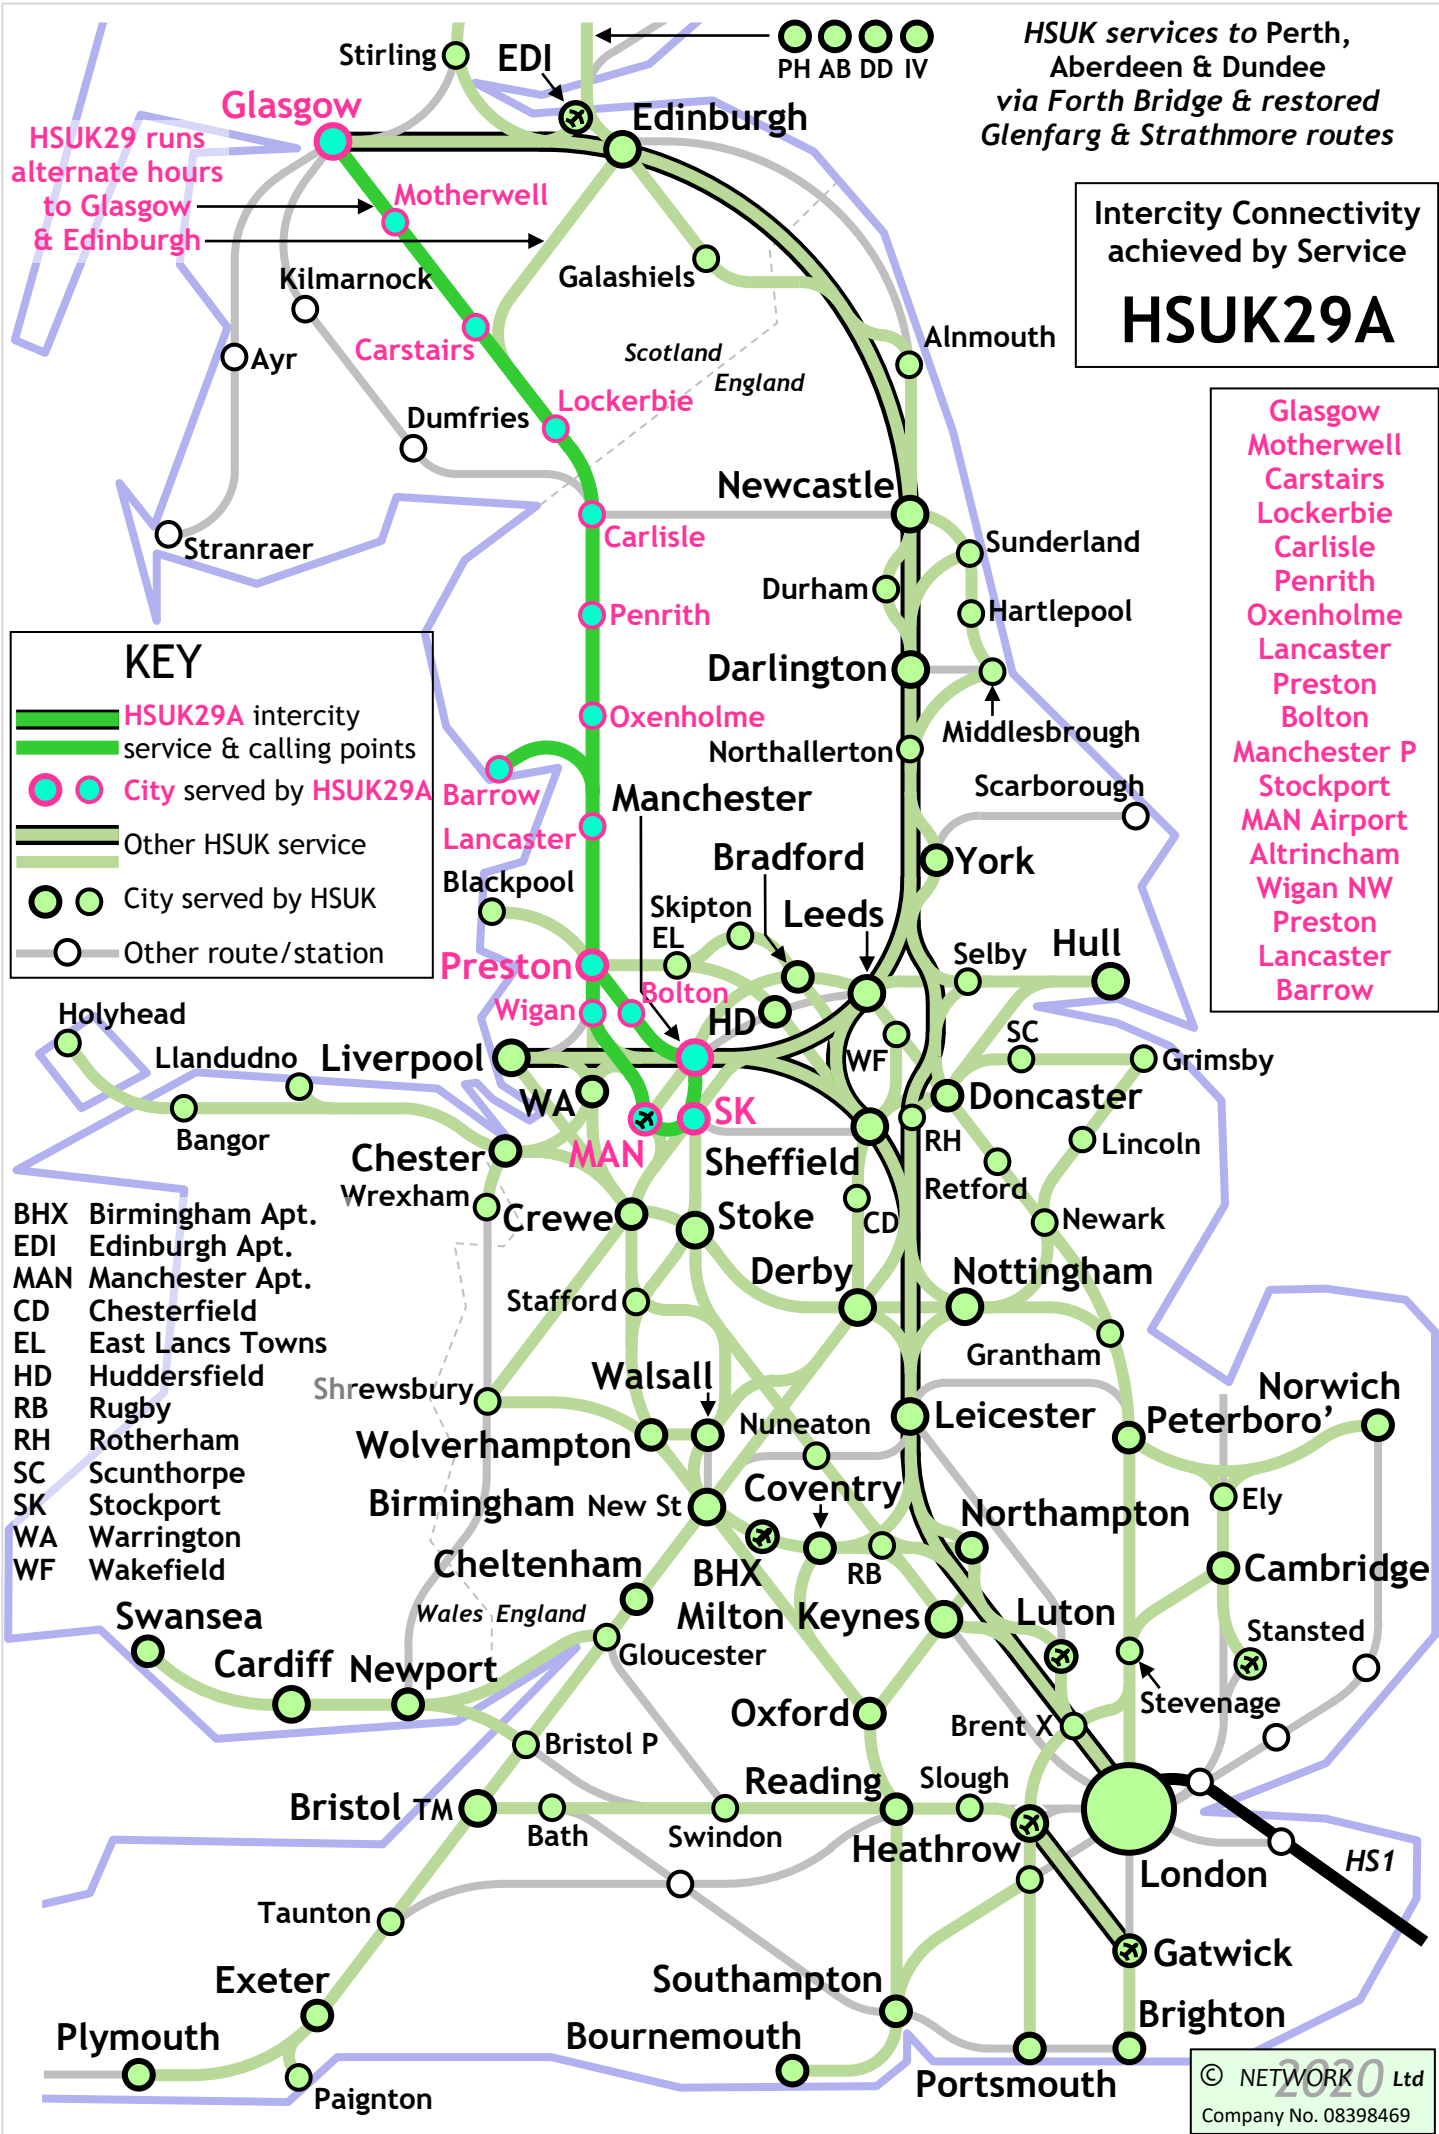 Stirling
EDI
PH AB DD IV
HSUK services to Perth,
Aberdeen & Dundee
via Forth Bridge & restored
Glenfarg & Strathmore routes
Glasgow
Edinburgh
HSUK29 runs
alternate hours
to Glasgow
& Edinburgh
Motherwell
Intercity Connectivity
achieved by Service
HSUK29A
Kilmarnock
Galashiels
Alnmouth
Ayr
Carstairs
Scotland
England
Lockerbie
Dumfries
Glasgow
Motherwell
Carstairs
Lockerbie
Carlisle
Penrith
Oxenholme
Lancaster
Preston
Bolton
Manchester P
Stockport
MAN Airport
Altrincham
Wigan NW
Preston
Lancaster
Barrow
Newcastle
Stranraer
Carlisle
Sunderland
Durham
Penrith
Hartlepool
Darlington
KEY
HSUK29A intercity
service & calling points
City served by HSUK29A
Other HSUK service
City served by HSUK
Other route/station
Oxenholme
Middlesbrough
Northallerton
Barrow
Manchester
Scarborough
Lancaster
Bradford
York
Blackpool
Skipton
Leeds
EL
Selby
Hull
Preston
Bolton
Wigan
HD
Holyhead
Llandudno
Liverpool
WF
SC
Grimsby
WA
Doncaster
SK
Bangor
MAN
RH
Lincoln
Chester
Sheffield
Retford
Wrexham
Crewe
Stoke
CD
Newark
BHX Birmingham Apt.
EDI Edinburgh Apt.
MAN Manchester Apt.
CD Chesterfield
EL East Lancs Towns
HD Huddersfield
RB Rugby
RH Rotherham
SC Scunthorpe
SK Stockport
WA Warrington
WF Wakefield
Derby
Nottingham
Stafford
Grantham
Walsall
Shrewsbury
Norwich
Nuneaton
Leicester
Peterboro’
Wolverhampton
Coventry
Birmingham New St
Ely
Northampton
Cheltenham
BHX
RB
Cambridge
Wales England
Milton Keynes
Luton
Swansea
Stansted
Gloucester
Cardiff
Newport
Stevenage
Oxford
Brent X
Bristol P
Reading
Slough
Bristol TM
Bath
Swindon
Heathrow
London
HS1
Taunton
Gatwick
Exeter
Southampton
Brighton
Plymouth
Bournemouth
Paignton
Portsmouth
© NETWORK 2020 Ltd
Company No. 08398469